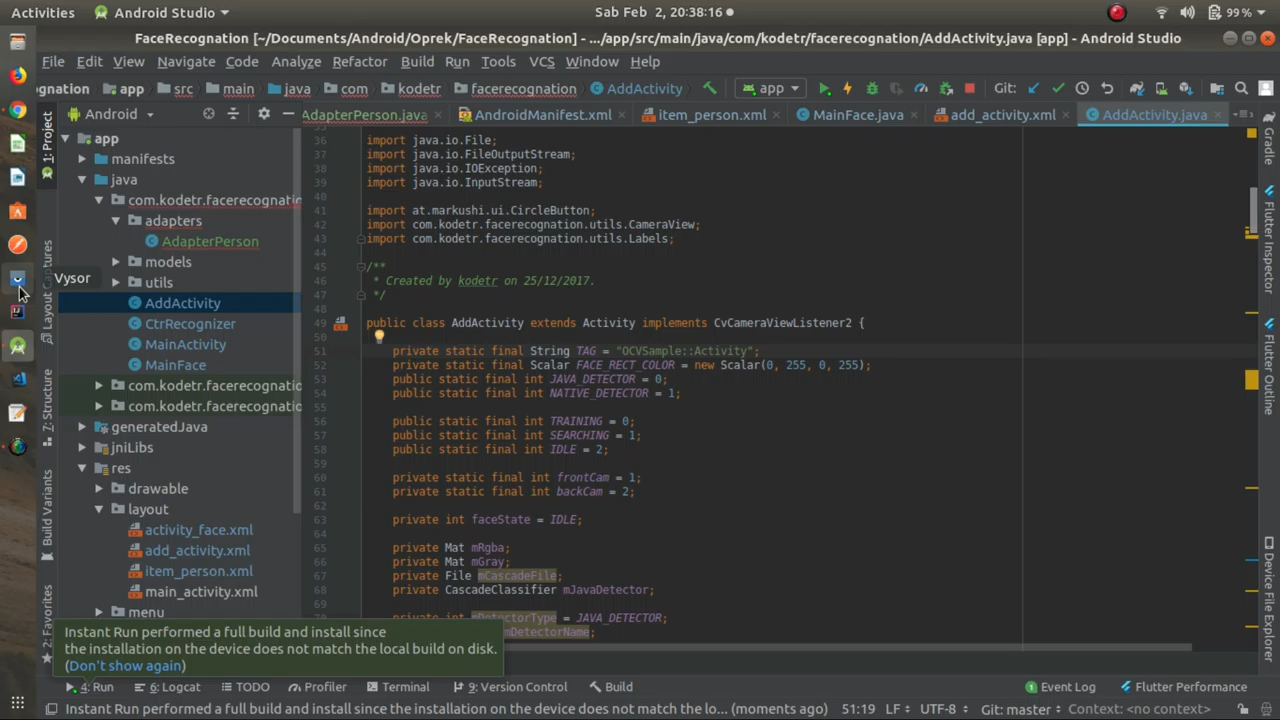 Activities
Android Studio
Sab Feb 2, 20:38:16
99 %
FaceRecognation [~/Documents/Android/Oprek/FaceRecognation] - .../app/src/main/java/com/kodetr/facerecognation/AddActivity.java [app] - Android Studio
File Edit View Navigate Code Analyze Refactor Build Run Tools VCS Window Help
ognation app src main java com kodetr facerecognation AddActivity app Git:
Android
AdapterPerson.java AndroidManifest.xml item_person.xml MainFace.java add_activity.xml AddActivity.java
1: Project
Layout Captures
7: Structure
Build Variants
2: Favorites
app
manifests
java
com.kodetr.facerecognation
adapters
AdapterPerson
models
utils
Vysor
AddActivity
CtrRecognizer
MainActivity
MainFace
com.kodetr.facerecognation
com.kodetr.facerecognation
generatedJava
jniLibs
res
drawable
layout
activity_face.xml
add_activity.xml
item_person.xml
main_activity.xml
menu
36 import java.io.File;
37 import java.io.FileOutputStream;
38 import java.io.IOException;
39 import java.io.InputStream;
40
41 import at.markushi.ui.CircleButton;
42 import com.kodetr.facerecognation.utils.CameraView;
43 import com.kodetr.facerecognation.utils.Labels;
44
45 /**
46 * Created by kodetr on 25/12/2017.
47 */
48
49 public class AddActivity extends Activity implements CvCameraViewListener2 {
50
51 private static final String TAG = "OCVSample::Activity";
52 private static final Scalar FACE_RECT_COLOR = new Scalar(0, 255, 0, 255);
53 public static final int JAVA_DETECTOR = 0;
54 private static final int NATIVE_DETECTOR = 1;
55
56 public static final int TRAINING = 0;
57 public static final int SEARCHING = 1;
58 public static final int IDLE = 2;
59
60 private static final int frontCam = 1;
61 private static final int backCam = 2;
62
63 private int faceState = IDLE;
64
65 private Mat mRgba;
66 private Mat mGray;
67 private File mCascadeFile;
68 private CascadeClassifier mJavaDetector;
69
private int mDetectorType = JAVA_DETECTOR;
mDetectorName;
Gradle
Flutter Inspector
Flutter Outline
Device File Explorer
Instant Run performed a full build and install since
the installation on the device does not match the local build on disk.
(Don't show again)
4: Run 6: Logcat TODO Profiler Terminal 9: Version Control Build Event Log Flutter Performance
Instant Run performed a full build and install since the installation on the device does not match the lo... (moments ago) 51:19 LF UTF-8 Git: master Context: <no context>